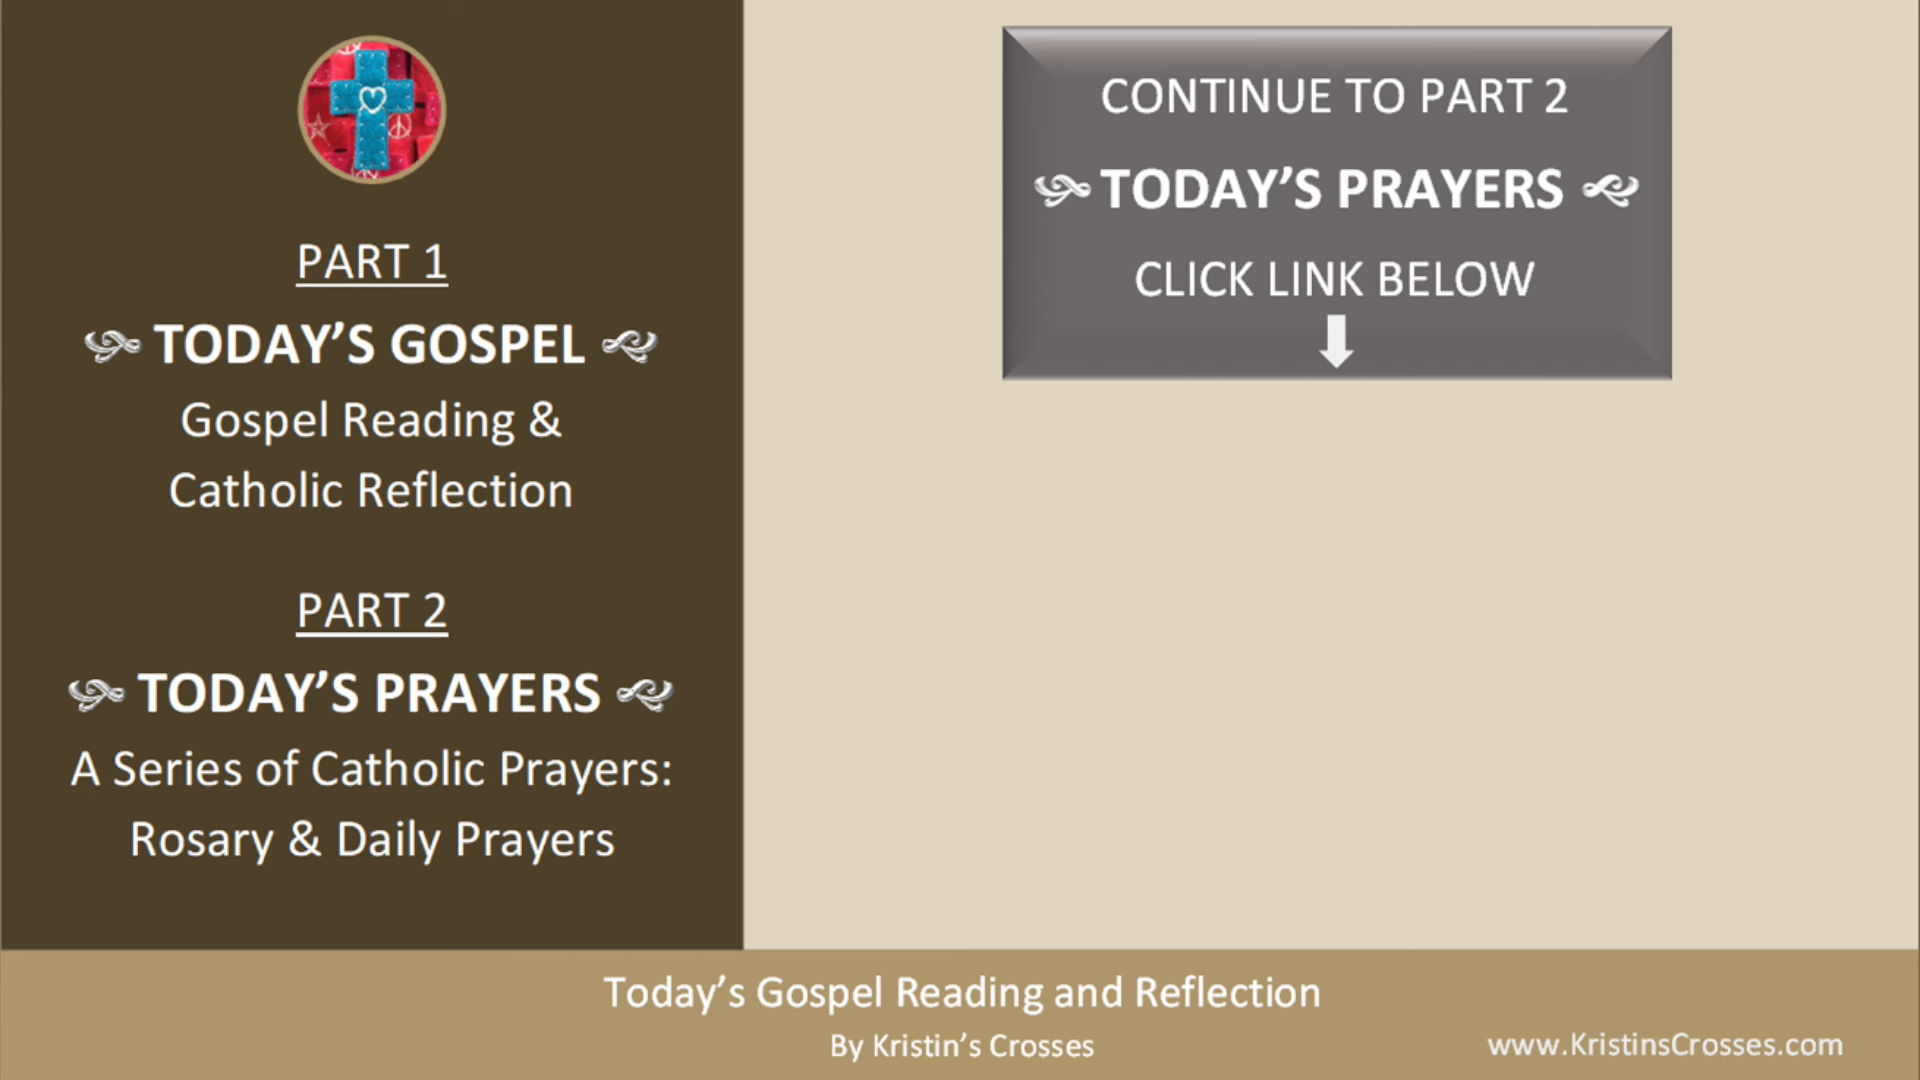 PART 1
TODAY’S GOSPEL
Gospel Reading &
Catholic Reflection
PART 2
TODAY’S PRAYERS
A Series of Catholic Prayers:
Rosary & Daily Prayers
CONTINUE TO PART 2
TODAY’S PRAYERS
CLICK LINK BELOW
Today’s Gospel Reading and Reflection
By Kristin’s Crosses
www.KristinsCrosses.com